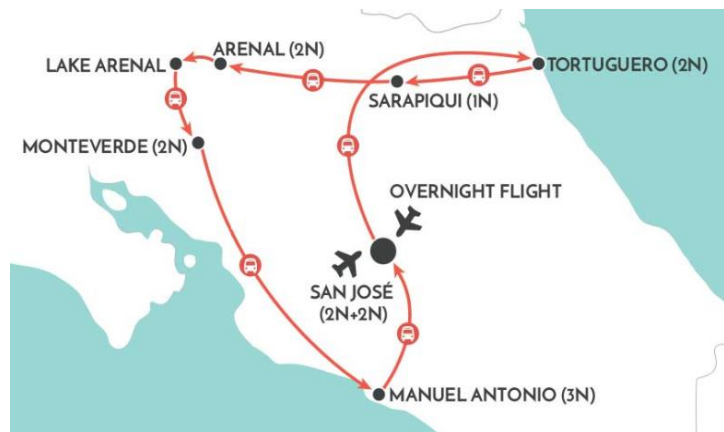 ARENAL (2N)
LAKE ARENAL
TORTUGUERO (2N)
SARAPIQUI (1N)
MONTEVERDE (2N)
OVERNIGHT FLIGHT
SAN JOSÉ
(2N+2N)
MANUEL ANTONIO (3N)